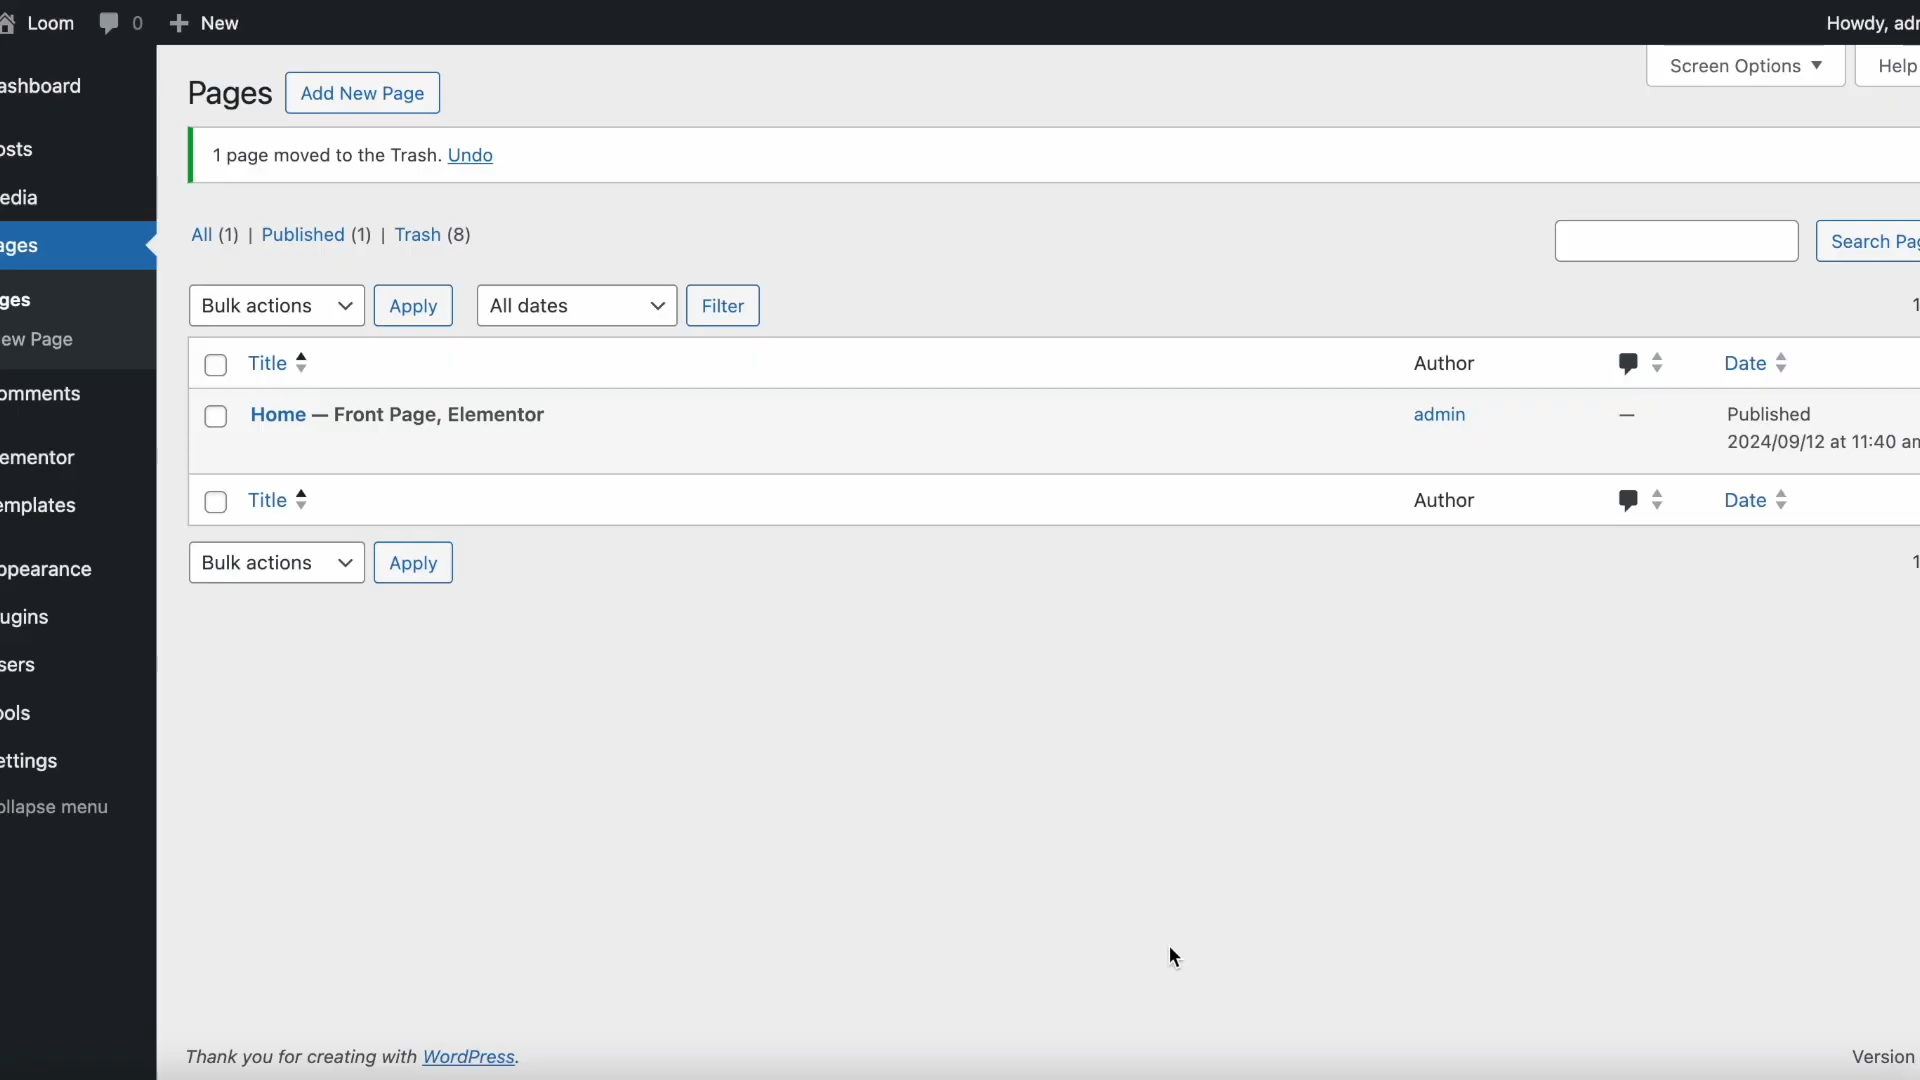 Loom 0 New Howdy, adm
Screen Options Help
ashboard
Pages Add New Page
osts
1 page moved to the Trash. Undo
edia
ages
All (1) | Published (1) | Trash (8)
Search Pag
ges
Bulk actions Apply All dates Filter 1
ew Page
Title Author Date
omments
Home — Front Page, Elementor admin — Published
2024/09/12 at 11:40 am
ementor
emplates
Title Author Date
ppearance
Bulk actions Apply 1
ugins
sers
ools
ettings
ollapse menu
Thank you for creating with WordPress. Version